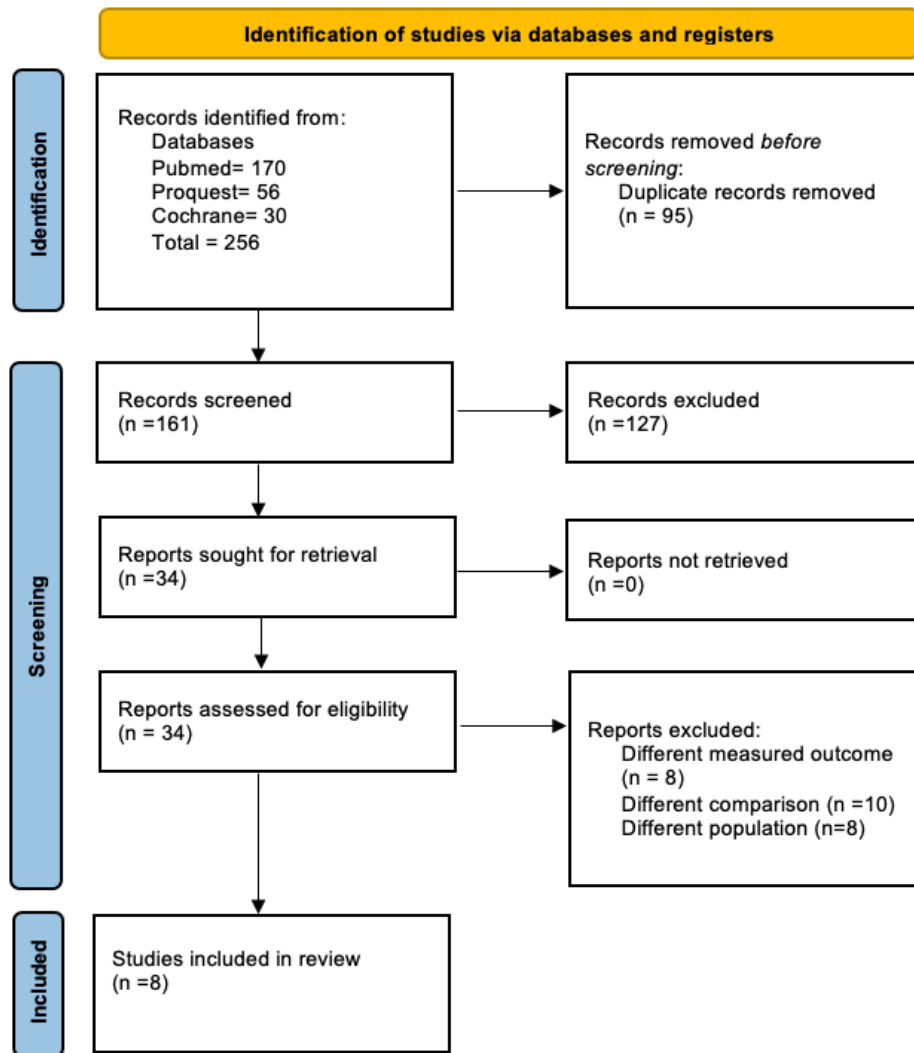 Identification of studies via databases and registers
Identification
Records identified from:
Databases
Pubmed= 170
Proquest= 56
Cochrane= 30
Total = 256
Records removed before
screening:
Duplicate records removed
(n = 95)
Screening
Records screened
(n =161)
Records excluded
(n =127)
Reports sought for retrieval
(n =34)
Reports not retrieved
(n =0)
Reports assessed for eligibility
(n = 34)
Reports excluded:
Different measured outcome
(n = 8)
Different comparison (n =10)
Different population (n=8)
Included
Studies included in review
(n =8)